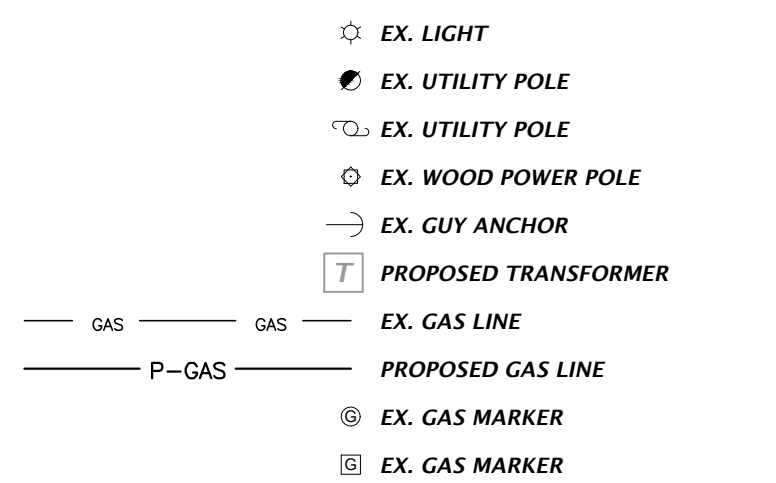 EX. LIGHT
EX. UTILITY POLE
EX. UTILITY POLE
EX. WOOD POWER POLE
EX. GUY ANCHOR
T PROPOSED TRANSFORMER
GAS GAS EX. GAS LINE
P-GAS PROPOSED GAS LINE
G EX. GAS MARKER
G EX. GAS MARKER